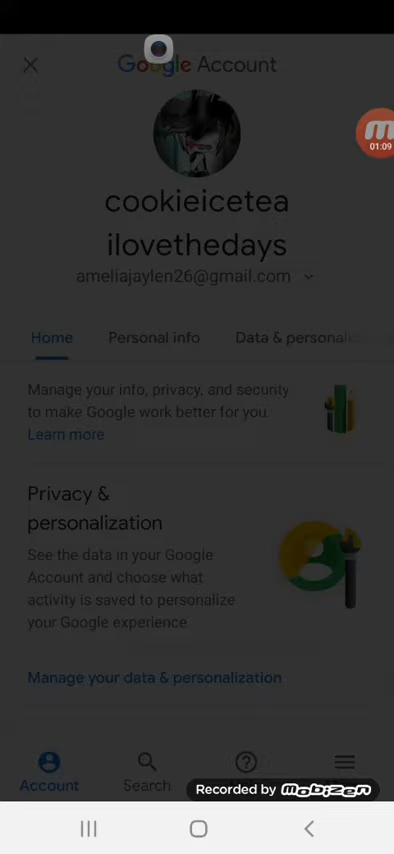 Google Account
01:09
cookieicetea
ilovethedays
ameliajaylen26@gmail.com
Home Personal info Data &
Manage your info, privacy, and security
to make Google work better for you.
Learn more
Privacy &
personalization
See the data in your Google
Account and choose what
activity is saved to personalize
your Google experience
Manage your data & personalization
Account Search
Recorded by mobizen